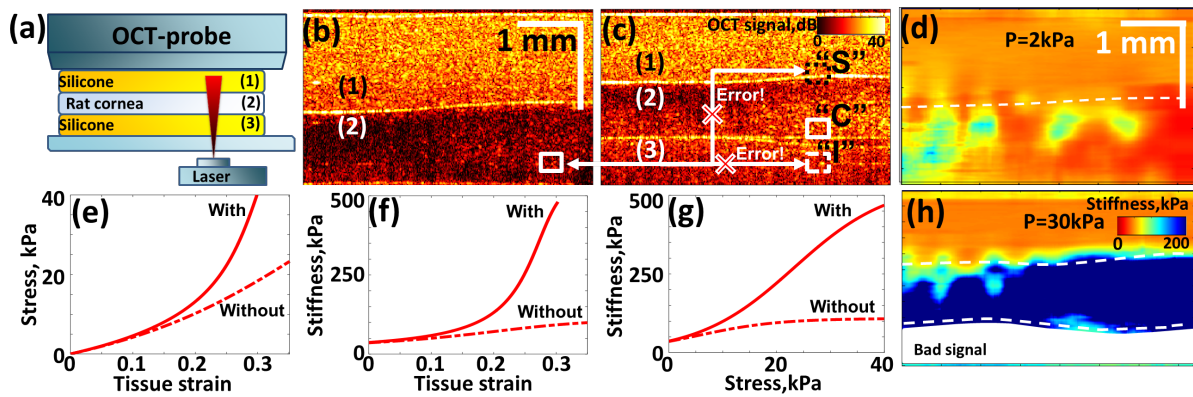 (a)
OCT-probe
Silicone (1)
Rat cornea (2)
Silicone (3)
Laser
(b)
1 mm
(1)
(2)
(c)
OCT signal,dB
0 40
(1)
"S"
(2)
Error!
"C"
(3)
Error!
"I"
(d)
P=2kPa
1 mm
(e)
Stress, kPa
40
20
0
With
Without
0 0.1 0.2 0.3
Tissue strain
(f)
Stiffness,kPa
500
250
0
With
Without
0 0.1 0.2 0.3
Tissue strain
(g)
Stiffness,kPa
500
250
0
With
Without
0 20 40
Stress,kPa
(h)
P=30kPa
Stiffness,kPa
0 200
Bad signal